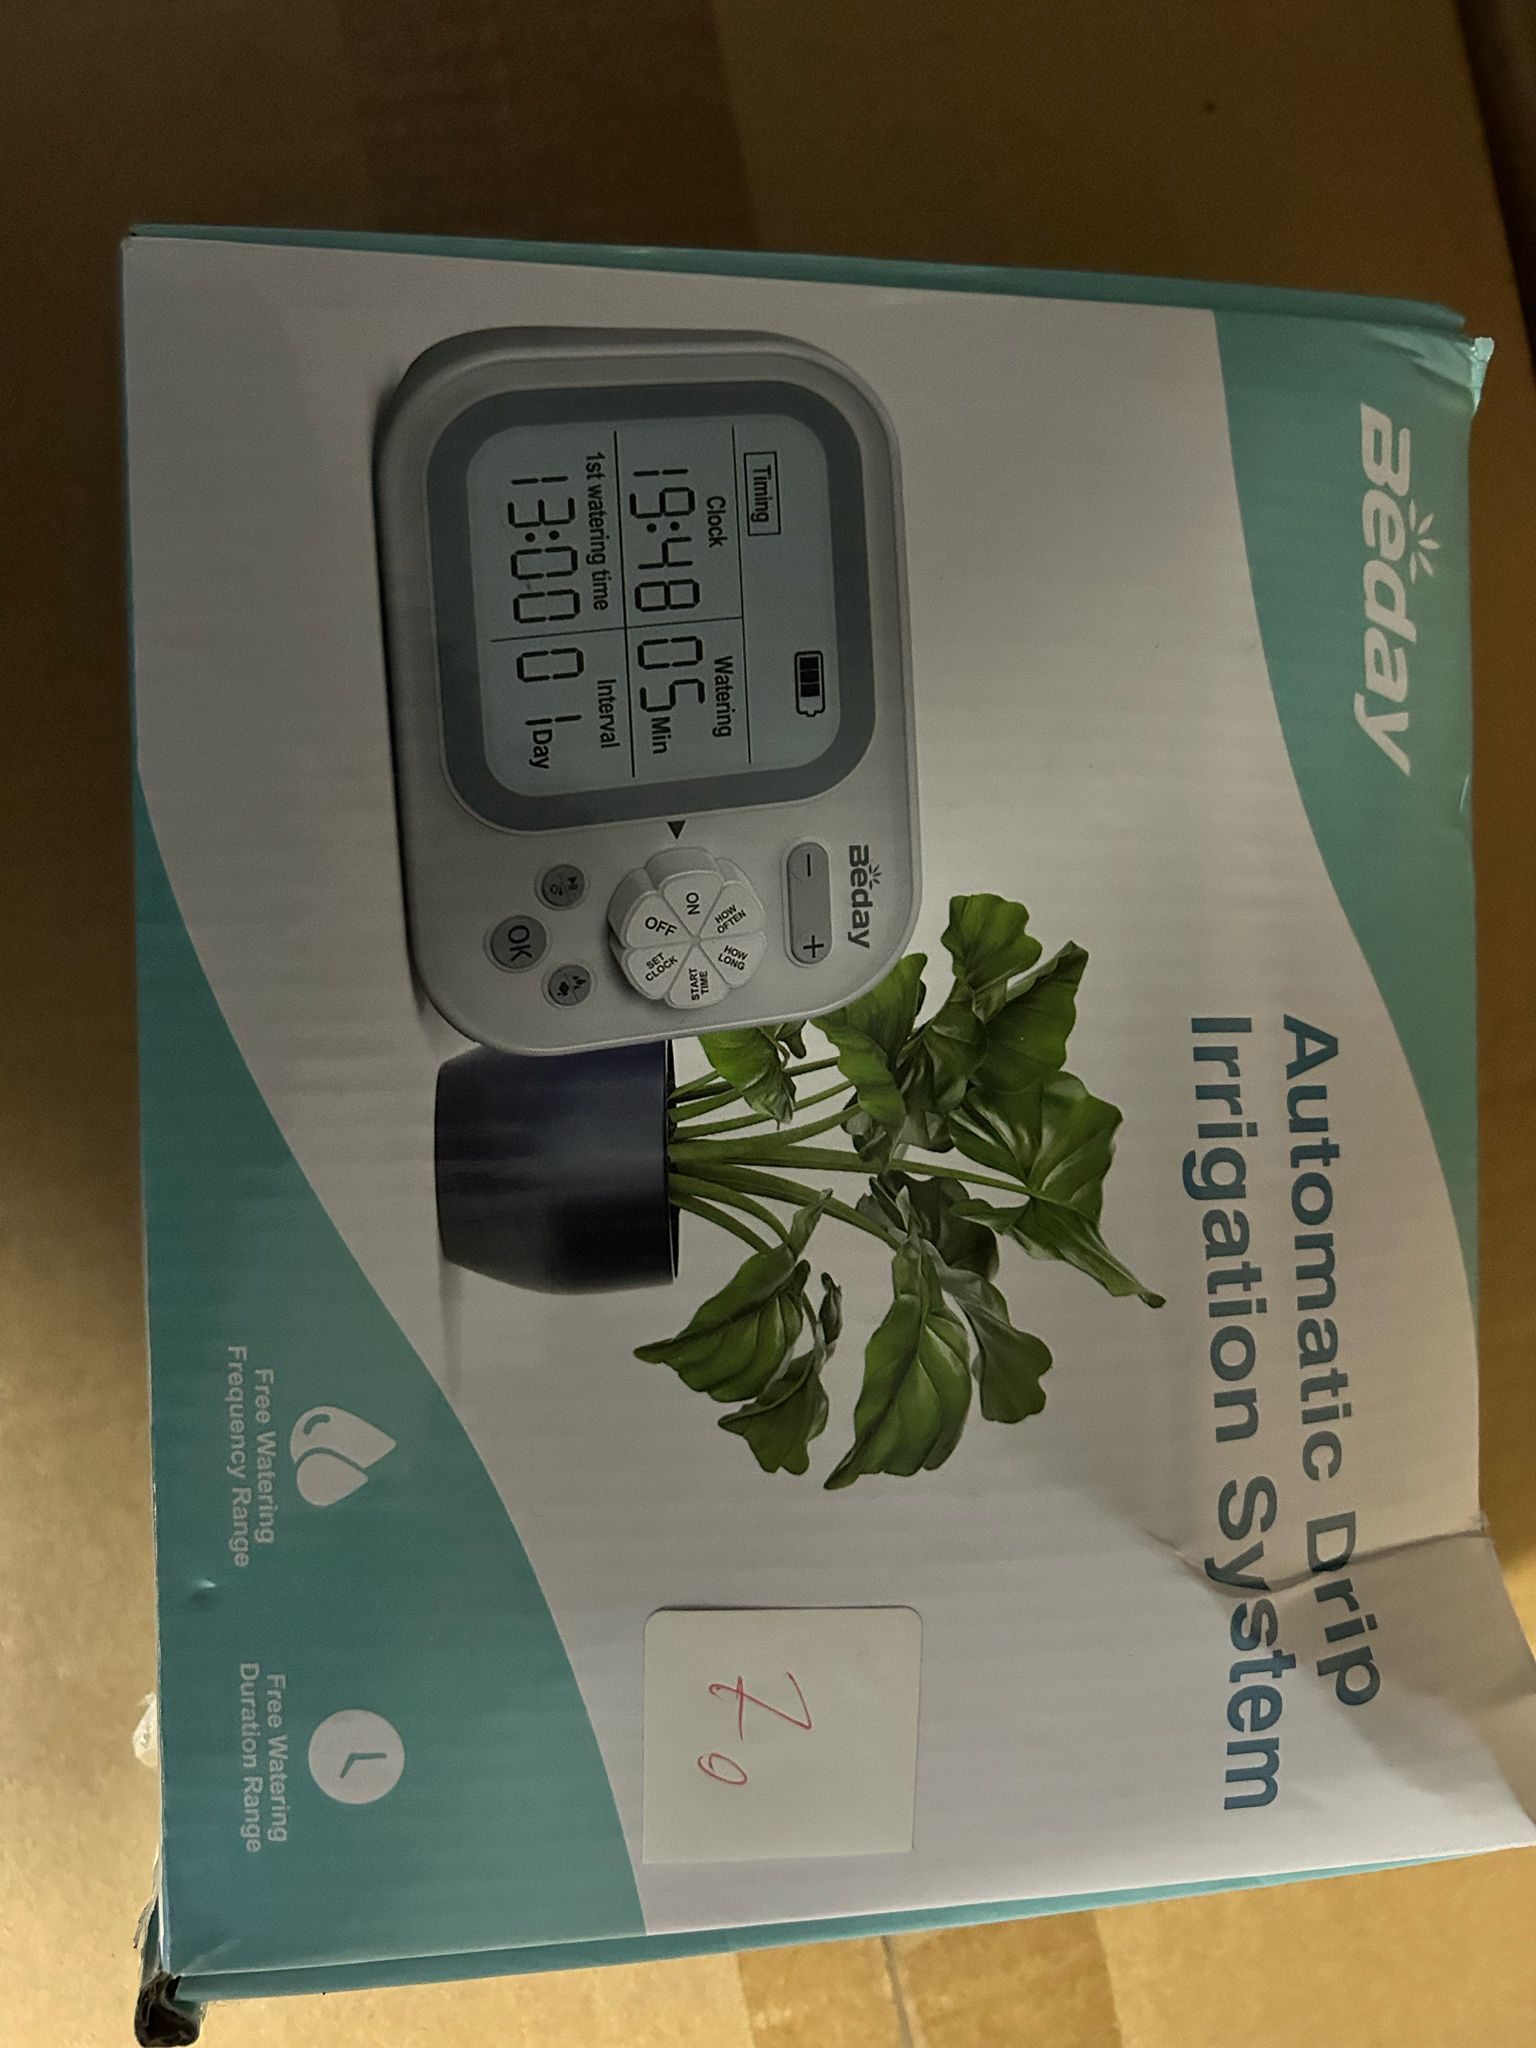 Beday
Automatic Drip
Irrigation System
Beday
Timing
- +
Clock Watering
19:48 05 Min
1st watering time Interval
13:00 01 Day
HOW OFTEN
HOW LONG
ON
START TIME
OFF
SET CLOCK
OK
70
Free Watering
Frequency Range
Free Watering
Duration Range